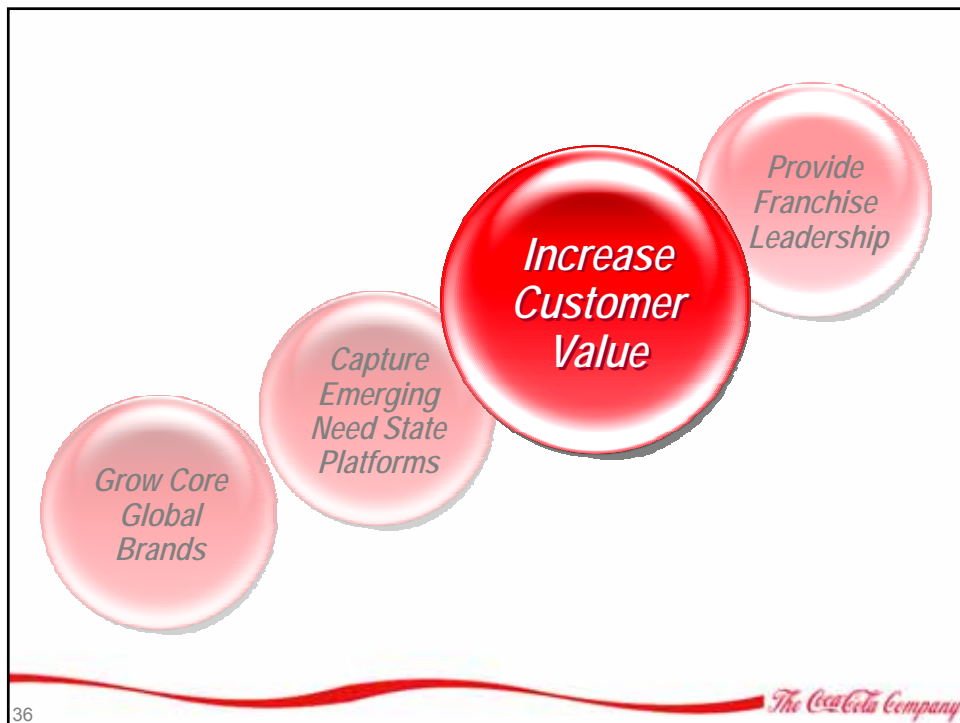 Provide
Franchise
Leadership
Increase
Customer
Value
Capture
Emerging
Need State
Platforms
Grow Core
Global
Brands
36
The Coca-Cola Company